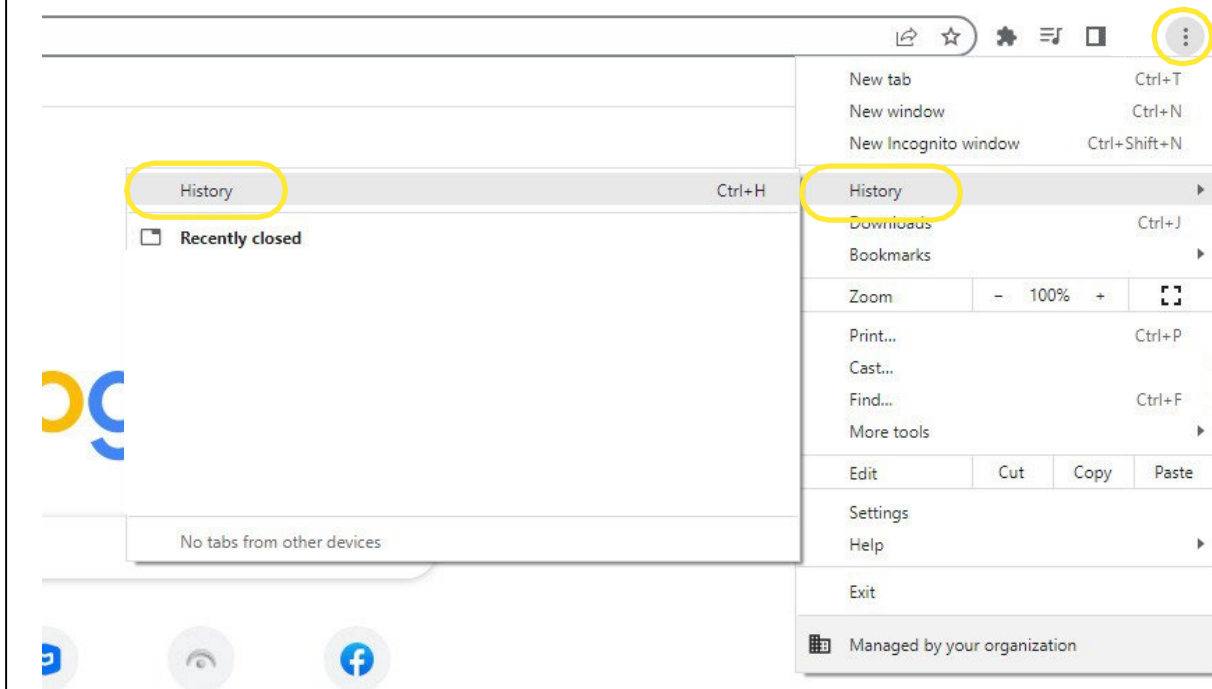 New tab Ctrl+T
New window Ctrl+N
New Incognito window Ctrl+Shift+N
History Ctrl+H
Recently closed
No tabs from other devices
History
Downloads Ctrl+J
Bookmarks
Zoom - 100% +
Print... Ctrl+P
Cast...
Find... Ctrl+F
More tools
Edit Cut Copy Paste
Settings
Help
Exit
Managed by your organization
og